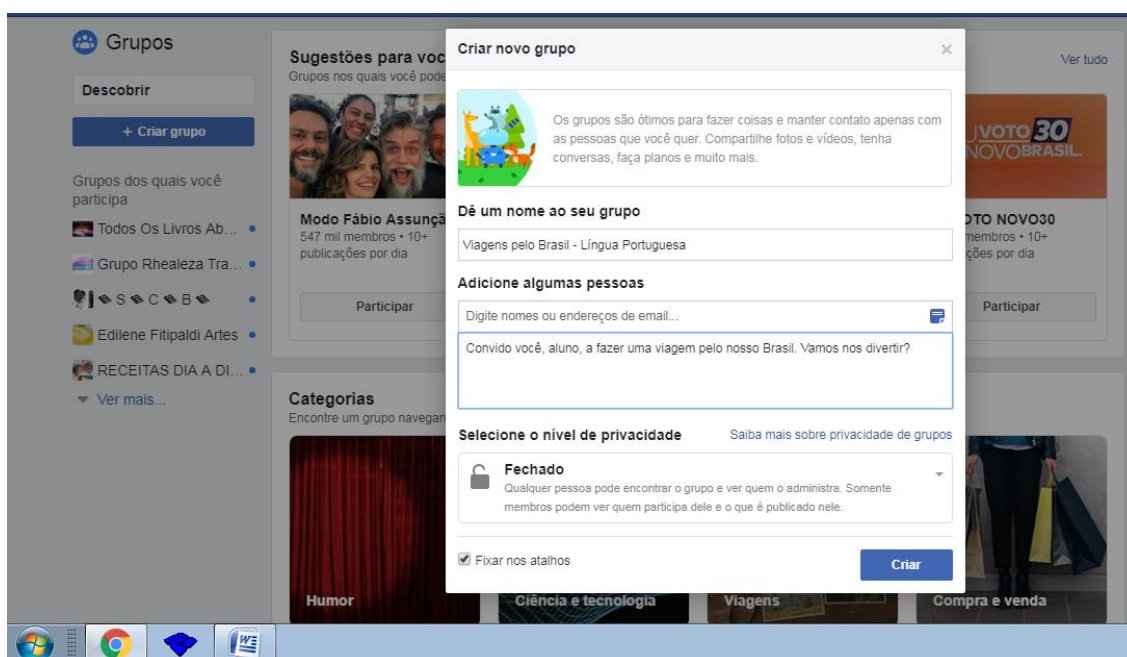 Grupos
Descobrir
+ Criar grupo
Grupos dos quais você
participa
Todos Os Livros Ab...
Grupo Rhealeza Tra...
S C B
Edilene Fitipaldi Artes
RECEITAS DIA A DI...
Ver mais...
Sugestões para voc
Grupos nos quais você pode
Ver tudo
Modo Fábio Assunçã
547 mil membros • 10+
publicações por dia
Participar
Categorias
Encontre um grupo navegan
Humor
Ciência e tecnologia
Viagens
Compra e venda
Criar novo grupo
Os grupos são ótimos para fazer coisas e manter contato apenas com
as pessoas que você quer. Compartilhe fotos e vídeos, tenha
conversas, faça planos e muito mais.
Dê um nome ao seu grupo
Viagens pelo Brasil - Língua Portuguesa
Adicione algumas pessoas
Digite nomes ou endereços de email...
Convido você, aluno, a fazer uma viagem pelo nosso Brasil. Vamos nos divertir?
Selecione o nível de privacidade
Saiba mais sobre privacidade de grupos
Fechado
Qualquer pessoa pode encontrar o grupo e ver quem o administra. Somente
membros podem ver quem participa dele e o que é publicado nele.
Fixar nos atalhos
Criar
VOTO 30
NOVOBRASIL.
OTO NOVO30
membros • 10+
ções por dia
Participar